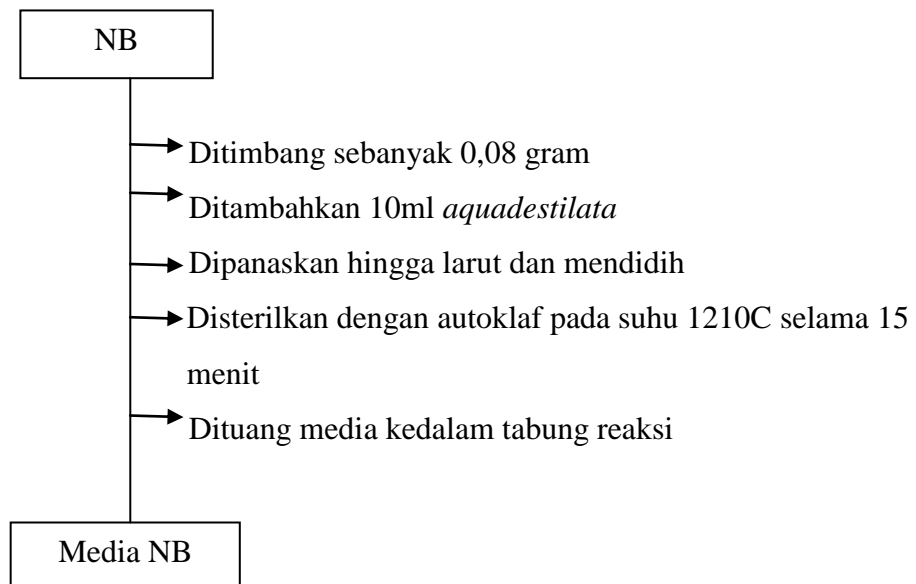 NB
Ditimbang sebanyak 0,08 gram
Ditambahkan 10ml aquadestilata
Dipanaskan hingga larut dan mendidih
Disterilkan dengan autoklaf pada suhu 1210C selama 15
menit
Dituang media kedalam tabung reaksi
Media NB